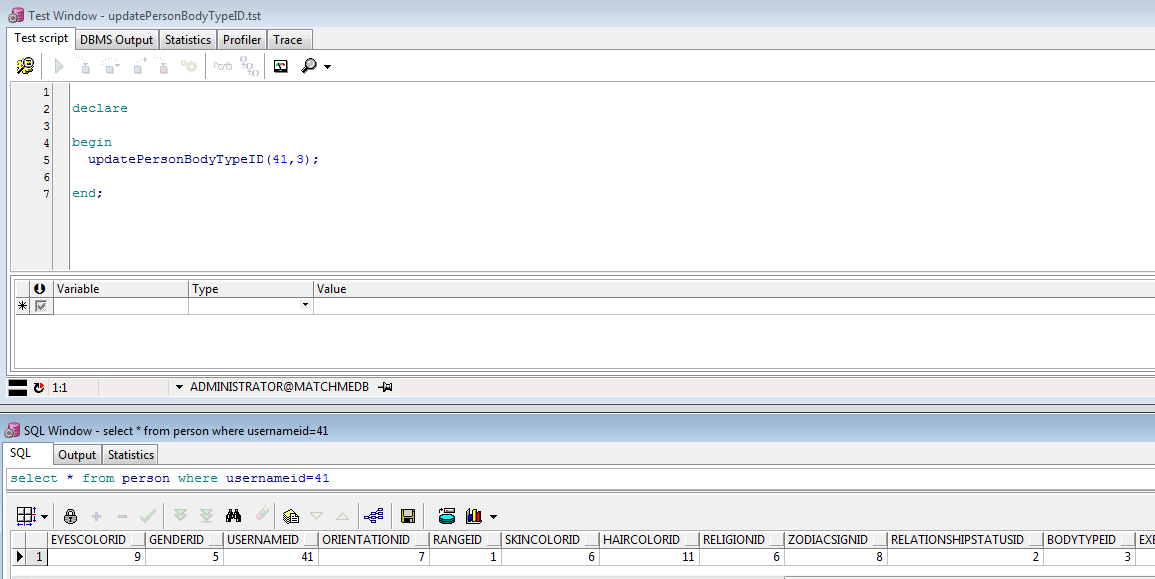 Test Window - updatePersonBodyTypeID.tst
Test script DBMS Output Statistics Profiler Trace
1
2 declare
3
4 begin
5 updatePersonBodyTypeID(41,3);
6
7 end;
Variable Type Value
1:1 ADMINISTRATOR@MATCHMEDB
SQL Window - select * from person where usernameid=41
SQL Output Statistics
select * from person where usernameid=41
EYESCOLORID GENDERID USERNAMEID ORIENTATIONID RANGEID SKINCOLORID HAIRCOLORID RELIGIONID ZODIACSIGNID RELATIONSHIPSTATUSID BODYTYPEID EXE
1 9 5 41 7 1 6 11 6 8 2 3